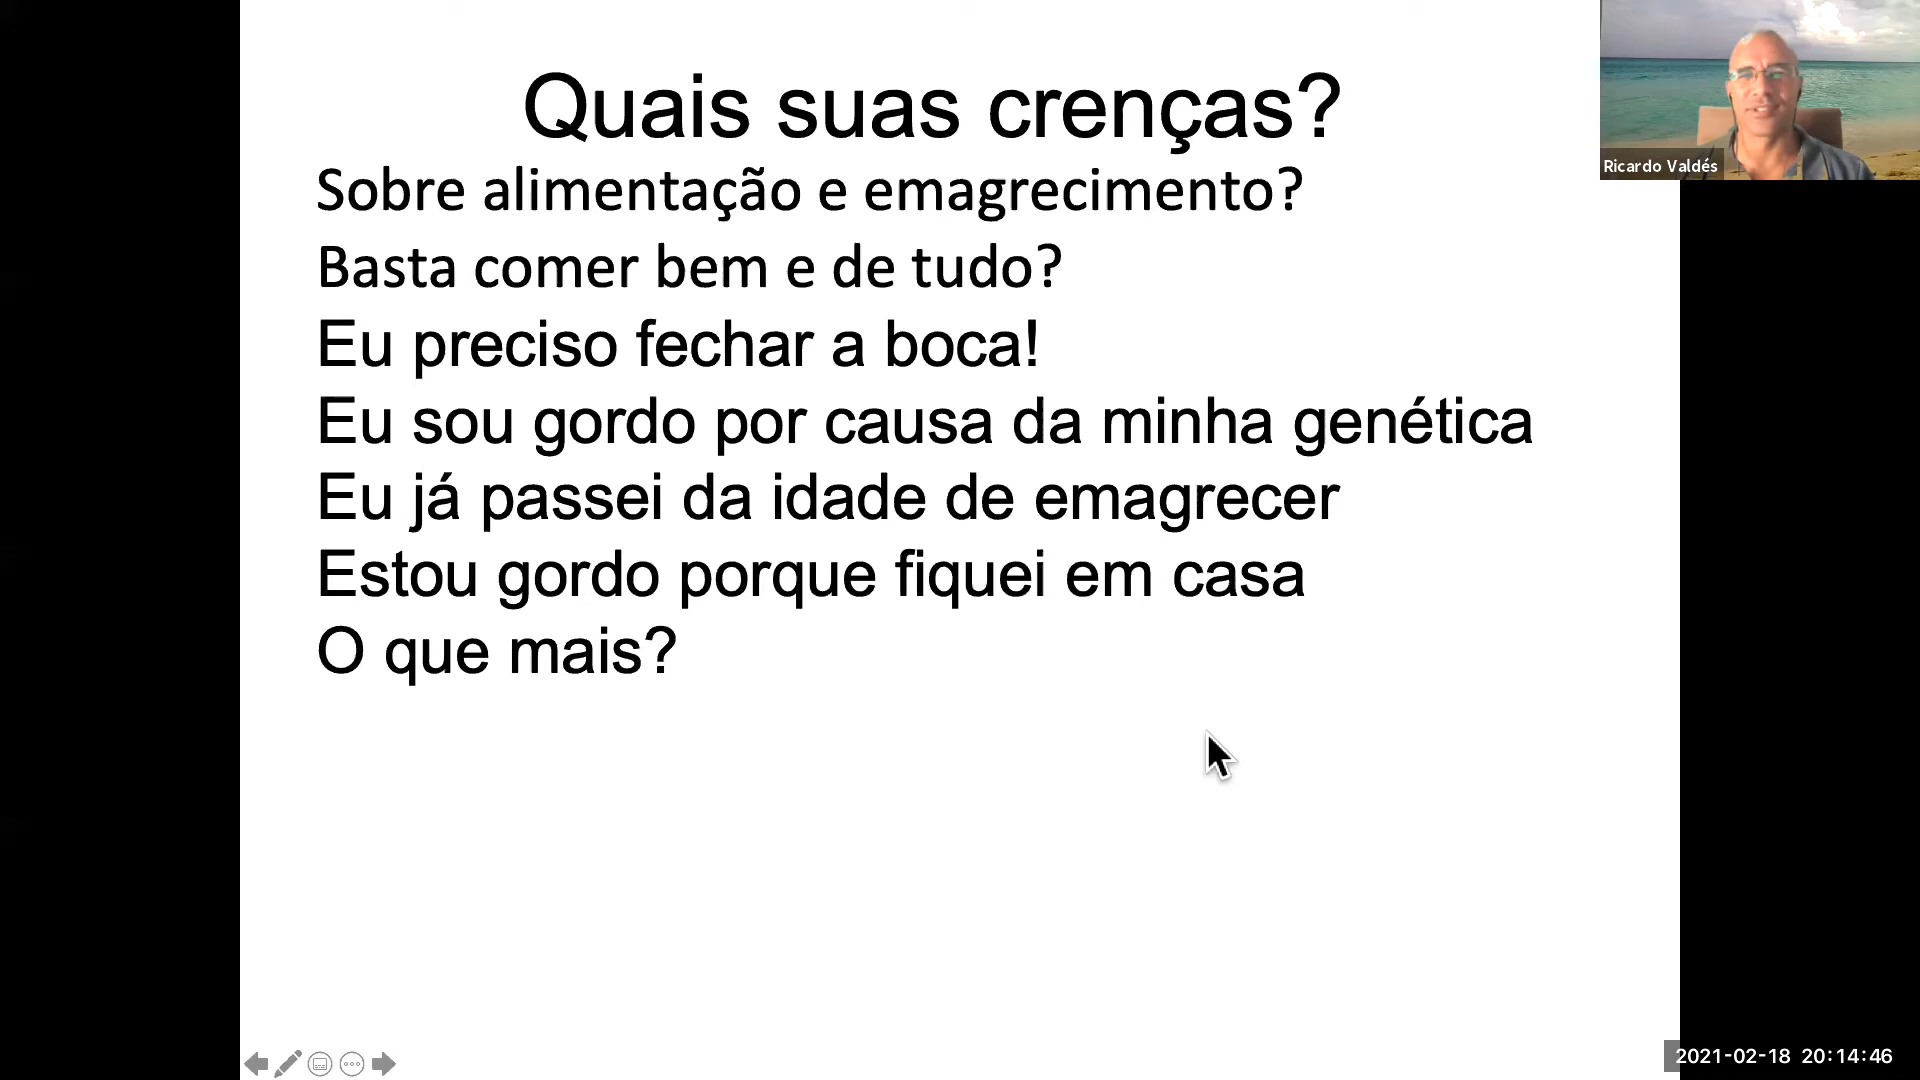 Quais suas crenças?
Sobre alimentação e emagrecimento?
Basta comer bem e de tudo?
Eu preciso fechar a boca!
Eu sou gordo por causa da minha genética
Eu já passei da idade de emagrecer
Estou gordo porque fiquei em casa
O que mais?
Ricardo Valdés
2021-02-18 20:14:46